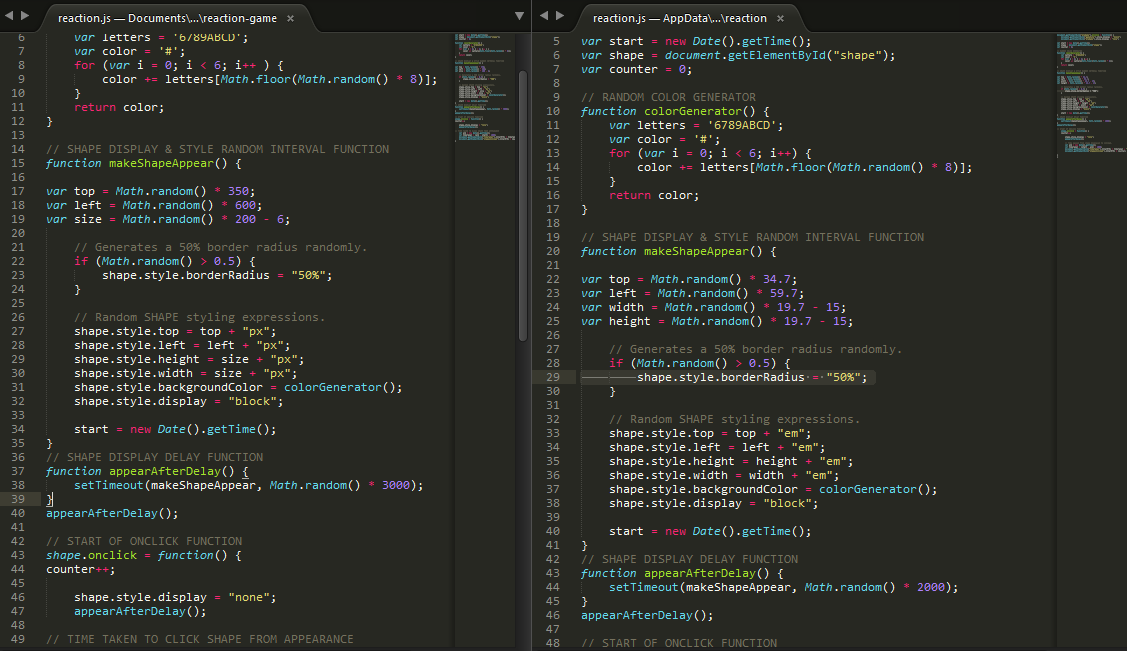 reaction.js — Documents\...\reaction-game ×
6 var letters = '6789ABCD';
7 var color = '#';
8 for (var i = 0; i < 6; i++ ) {
9 color += letters[Math.floor(Math.random() * 8)];
10 }
11 return color;
12 }
13
14 // SHAPE DISPLAY & STYLE RANDOM INTERVAL FUNCTION
15 function makeShapeAppear() {
16
17 var top = Math.random() * 350;
18 var left = Math.random() * 600;
19 var size = Math.random() * 200 - 6;
20
21 // Generates a 50% border radius randomly.
22 if (Math.random() > 0.5) {
23 shape.style.borderRadius = "50%";
24 }
25
26 // Random SHAPE styling expressions.
27 shape.style.top = top + "px";
28 shape.style.left = left + "px";
29 shape.style.height = size + "px";
30 shape.style.width = size + "px";
31 shape.style.backgroundColor = colorGenerator();
32 shape.style.display = "block";
33
34 start = new Date().getTime();
35 }
36 // SHAPE DISPLAY DELAY FUNCTION
37 function appearAfterDelay() {
38 setTimeout(makeShapeAppear, Math.random() * 3000);
39 }
40 appearAfterDelay();
41
42 // START OF ONCLICK FUNCTION
43 shape.onclick = function() {
44 counter++;
45
46 shape.style.display = "none";
47 appearAfterDelay();
48
49 // TIME TAKEN TO CLICK SHAPE FROM APPEARANCE
reaction.js — AppData\...\reaction ×
5 var start = new Date().getTime();
6 var shape = document.getElementById("shape");
7 var counter = 0;
8
9 // RANDOM COLOR GENERATOR
10 function colorGenerator() {
11 var letters = '6789ABCD';
12 var color = '#';
13 for (var i = 0; i < 6; i++) {
14 color += letters[Math.floor(Math.random() * 8)];
15 }
16 return color;
17 }
18
19 // SHAPE DISPLAY & STYLE RANDOM INTERVAL FUNCTION
20 function makeShapeAppear() {
21
22 var top = Math.random() * 34.7;
23 var left = Math.random() * 59.7;
24 var width = Math.random() * 19.7 - 15;
25 var height = Math.random() * 19.7 - 15;
26
27 // Generates a 50% border radius randomly.
28 if (Math.random() > 0.5) {
29 shape.style.borderRadius = "50%";
30 }
31
32 // Random SHAPE styling expressions.
33 shape.style.top = top + "em";
34 shape.style.left = left + "em";
35 shape.style.height = height + "em";
36 shape.style.width = width + "em";
37 shape.style.backgroundColor = colorGenerator();
38 shape.style.display = "block";
39
40 start = new Date().getTime();
41 }
42 // SHAPE DISPLAY DELAY FUNCTION
43 function appearAfterDelay() {
44 setTimeout(makeShapeAppear, Math.random() * 2000);
45 }
46 appearAfterDelay();
47
48 // START OF ONCLICK FUNCTION